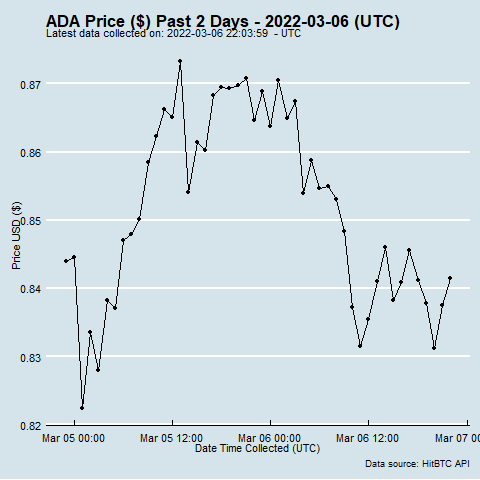 ADA Price ($) Past 2 Days - 2022-03-06 (UTC)
Latest data collected on: 2022-03-06 22:03:59 - UTC
0.87
0.86
0.85
0.84
0.83
0.82
Price USD ($)
Mar 05 00:00 Mar 05 12:00 Mar 06 00:00 Mar 06 12:00 Mar 07 0
Date Time Collected (UTC)
Data source: HitBTC API